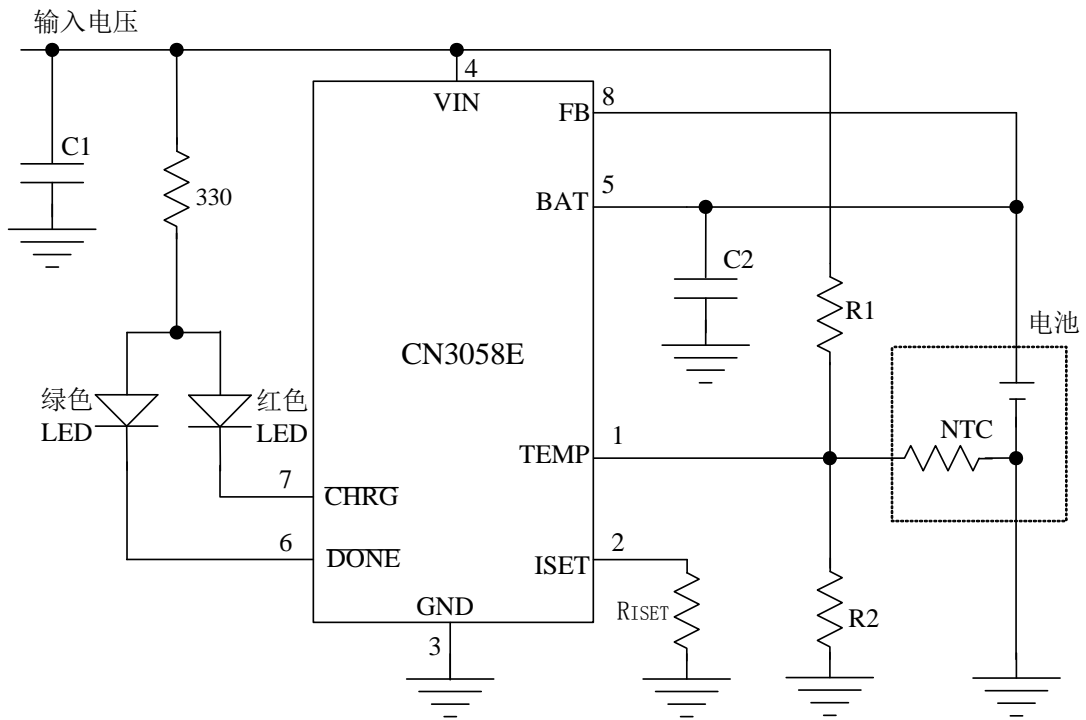 输入电压
4
VIN
8
FB
C1
330
5
BAT
C2
R1
电池
CN3058E
绿色
LED
红色
LED
NTC
1
TEMP
7
CHRG
6
DONE
2
ISET
RISET
GND
3
R2